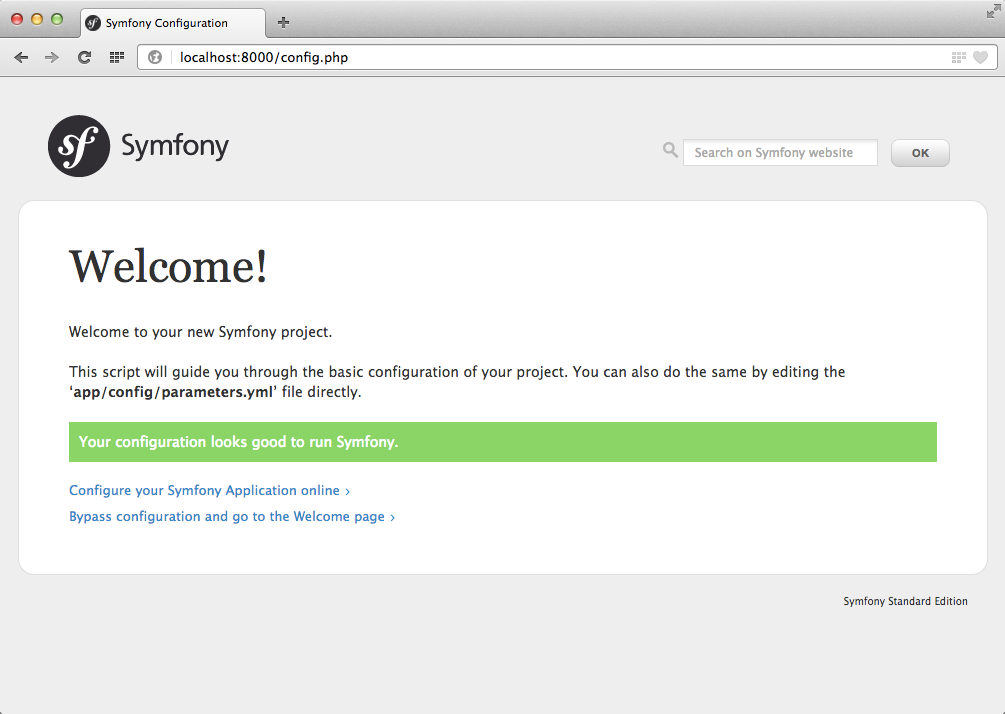 Symfony Configuration
localhost:8000/config.php
sf Symfony
Search on Symfony website
OK
Welcome!
Welcome to your new Symfony project.
This script will guide you through the basic configuration of your project. You can also do the same by editing the
‘app/config/parameters.yml’ file directly.
Your configuration looks good to run Symfony.
Configure your Symfony Application online ›
Bypass configuration and go to the Welcome page ›
Symfony Standard Edition